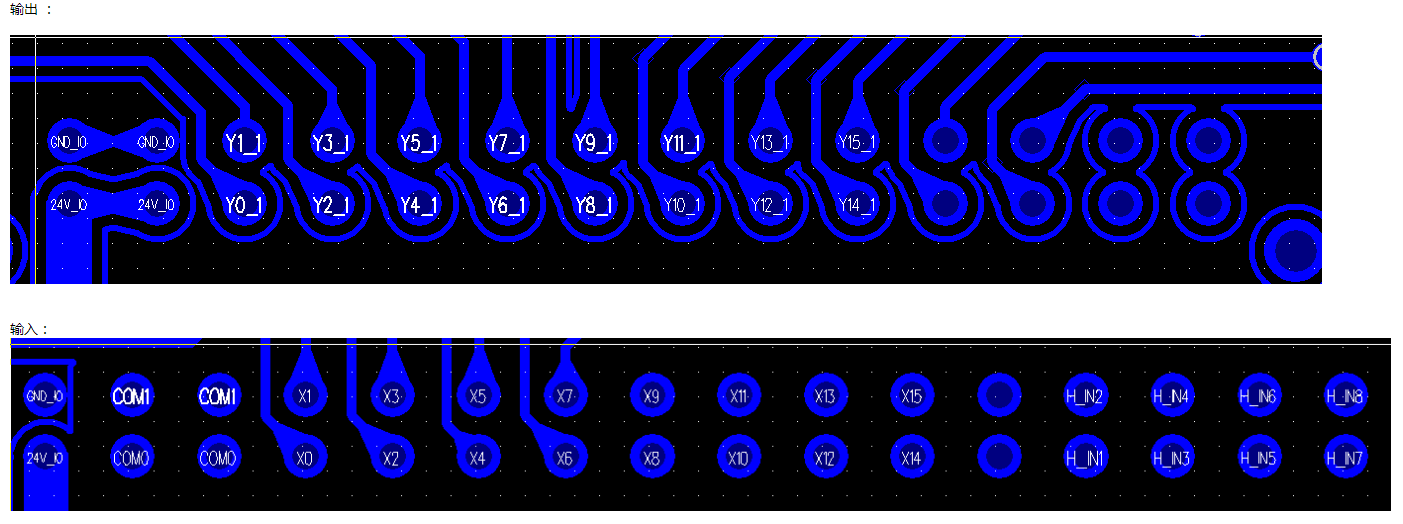 输出 ：
GND_IO GND_IO Y1_1 Y3_1 Y5_1 Y7_1 Y9_1 Y11_1 Y13_1 Y15_1
24V_IO 24V_IO Y0_1 Y2_1 Y4_1 Y6_1 Y8_1 Y10_1 Y12_1 Y14_1
输入：
GND_IO COM1 COM1 X1 X3 X5 X7 X9 X11 X13 X15 H_IN2 H_IN4 H_IN6 H_IN8
24V_IO COM0 COM0 X0 X2 X4 X6 X8 X10 X12 X14 H_IN1 H_IN3 H_IN5 H_IN7